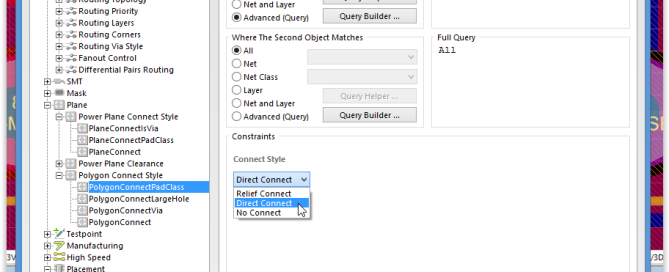 Routing Priority
Routing Layers
Routing Corners
Routing Via Style
Fanout Control
Differential Pairs Routing
SMT
Mask
Plane
Power Plane Connect Style
PlaneConnectIsVia
PlaneConnectPadClass
PlaneConnect
Power Plane Clearance
Polygon Connect Style
PolygonConnectPadClass
PolygonConnectLargeHole
PolygonConnectVia
PolygonConnect
Testpoint
Manufacturing
High Speed
Placement
Net and Layer
Advanced (Query)
Query Builder ...
Where The Second Object Matches
All
Net
Net Class
Layer
Net and Layer
Advanced (Query)
Query Helper ...
Query Builder ...
Full Query
All
Constraints
Connect Style
Direct Connect
Relief Connect
Direct Connect
No Connect